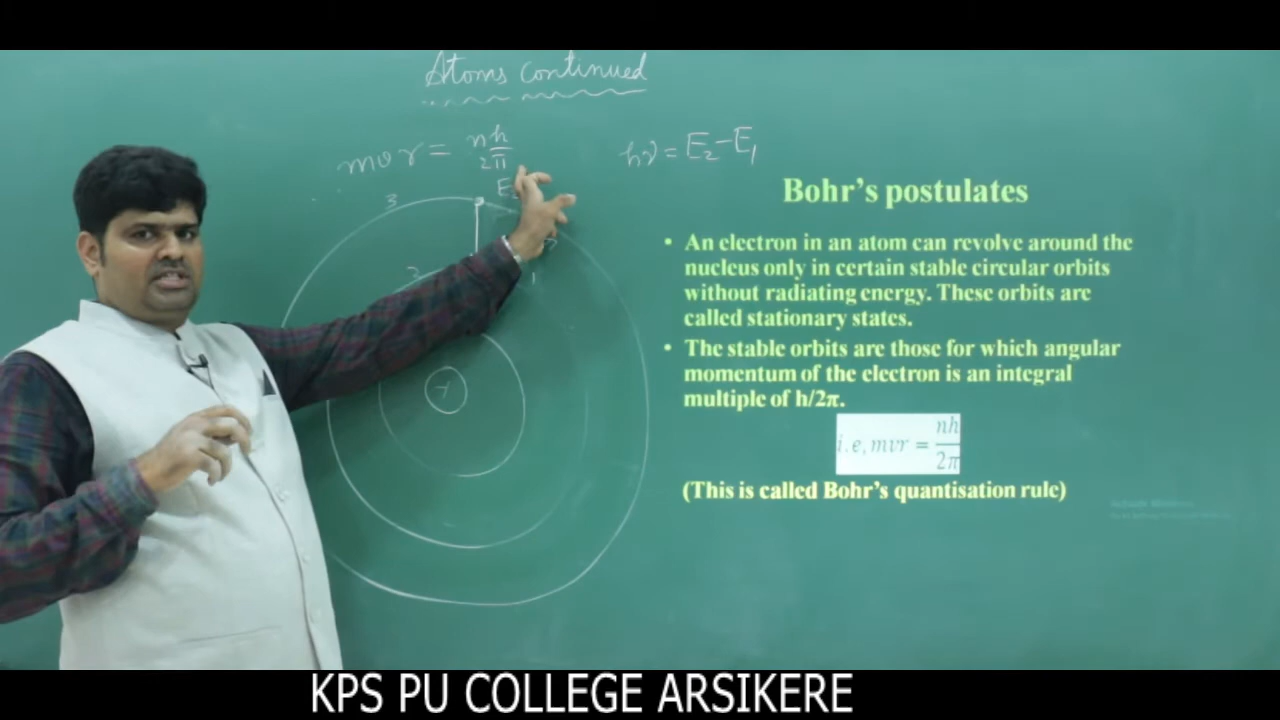 Atoms continued
mvr = nh/2π
hν = E₂ - E₁
E₂
3
2
Bohr's postulates
• An electron in an atom can revolve around the
nucleus only in certain stable circular orbits
without radiating energy. These orbits are
called stationary states.
• The stable orbits are those for which angular
momentum of the electron is an integral
multiple of h/2π.
i.e, mvr = nh/2π
(This is called Bohr's quantisation rule)
KPS PU COLLEGE ARSIKERE